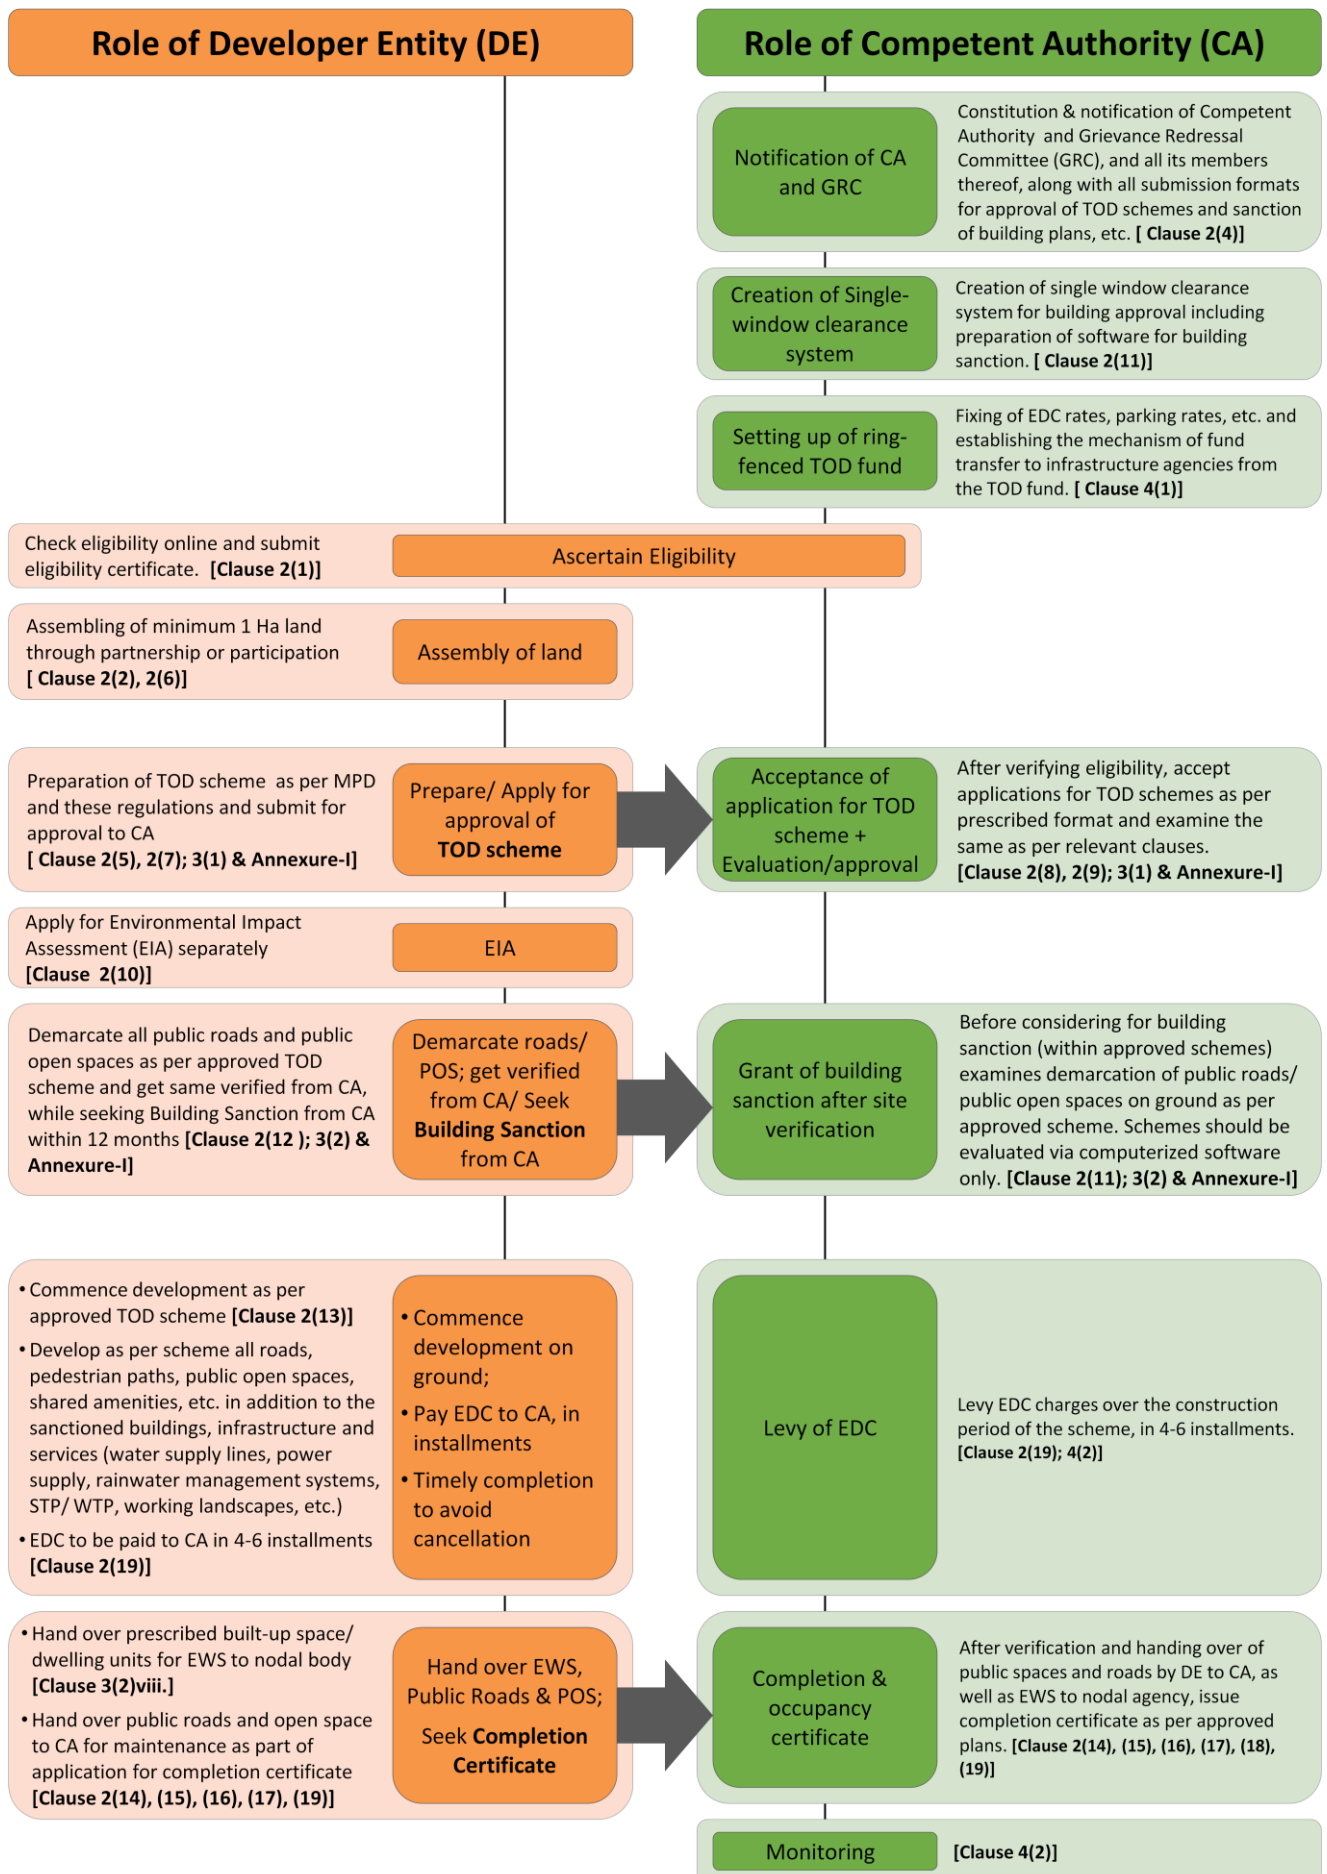 Role of Developer Entity (DE)
Role of Competent Authority (CA)
Notification of CA
and GRC
Constitution & notification of Competent
Authority and Grievance Redressal
Committee (GRC), and all its members
thereof, along with all submission formats
for approval of TOD schemes and sanction
of building plans, etc. [ Clause 2(4)]
Creation of Single-
window clearance
system
Creation of single window clearance
system for building approval including
preparation of software for building
sanction. [ Clause 2(11)]
Setting up of ring-
fenced TOD fund
Fixing of EDC rates, parking rates, etc. and
establishing the mechanism of fund
transfer to infrastructure agencies from
the TOD fund. [ Clause 4(1)]
Check eligibility online and submit
eligibility certificate. [Clause 2(1)]
Ascertain Eligibility
Assembling of minimum 1 Ha land
through partnership or participation
[ Clause 2(2), 2(6)]
Assembly of land
Preparation of TOD scheme as per MPD
and these regulations and submit for
approval to CA
[ Clause 2(5), 2(7); 3(1) & Annexure-I]
Prepare/ Apply for
approval of
TOD scheme
Acceptance of
application for TOD
scheme +
Evaluation/approval
After verifying eligibility, accept
applications for TOD schemes as per
prescribed format and examine the
same as per relevant clauses.
[Clause 2(8), 2(9); 3(1) & Annexure-I]
Apply for Environmental Impact
Assessment (EIA) separately
[Clause 2(10)]
EIA
Demarcate all public roads and public
open spaces as per approved TOD
scheme and get same verified from CA,
while seeking Building Sanction from CA
within 12 months [Clause 2(12 ); 3(2) &
Annexure-I]
Demarcate roads/
POS; get verified
from CA/ Seek
Building Sanction
from CA
Grant of building
sanction after site
verification
Before considering for building
sanction (within approved schemes)
examines demarcation of public roads/
public open spaces on ground as per
approved scheme. Schemes should be
evaluated via computerized software
only. [Clause 2(11); 3(2) & Annexure-I]
• Commence development as per
approved TOD scheme [Clause 2(13)]
• Develop as per scheme all roads,
pedestrian paths, public open spaces,
shared amenities, etc. in addition to the
sanctioned buildings, infrastructure and
services (water supply lines, power
supply, rainwater management systems,
STP/ WTP, working landscapes, etc.)
• EDC to be paid to CA in 4-6 installments
[Clause 2(19)]
• Commence
development on
ground;
• Pay EDC to CA, in
installments
• Timely completion
to avoid
cancellation
Levy of EDC
Levy EDC charges over the construction
period of the scheme, in 4-6 installments.
[Clause 2(19); 4(2)]
• Hand over prescribed built-up space/
dwelling units for EWS to nodal body
[Clause 3(2)viii.]
• Hand over public roads and open space
to CA for maintenance as part of
application for completion certificate
[Clause 2(14), (15), (16), (17), (19)]
Hand over EWS,
Public Roads & POS;
Seek Completion
Certificate
Completion &
occupancy
certificate
After verification and handing over of
public spaces and roads by DE to CA, as
well as EWS to nodal agency, issue
completion certificate as per approved
plans. [Clause 2(14), (15), (16), (17), (18),
(19)]
Monitoring
[Clause 4(2)]